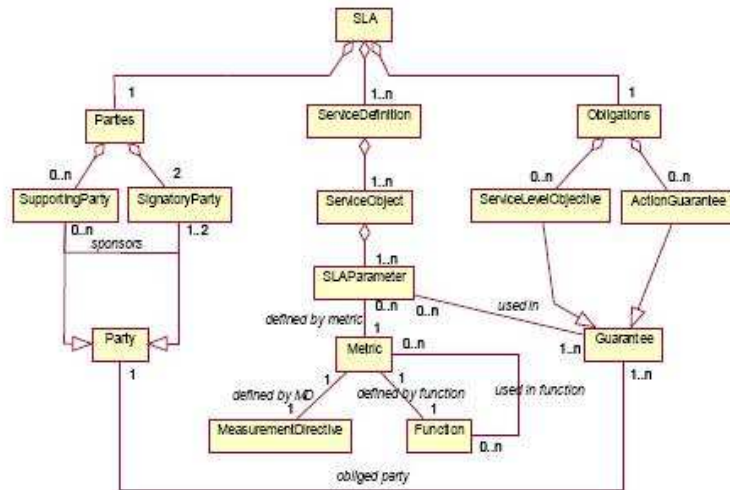 SLA
1
1..n
1
Parties
ServiceDefinition
Obligations
0..n
2
1..n
0..n
0..n
SupportingParty
SignatoryParty
ServiceObject
ServiceLevelObjective
ActionGuarantee
0..n
sponsors
1..2
1..n
SLAParameter
0..n
0..n
used in
defined by metric
Party
1
Metric
0..n
1..n
Guarantee
1
1
1
1..n
defined by MD
defined by function
used in function
1
1
MeasurementDirective
Function
0..n
obliged party